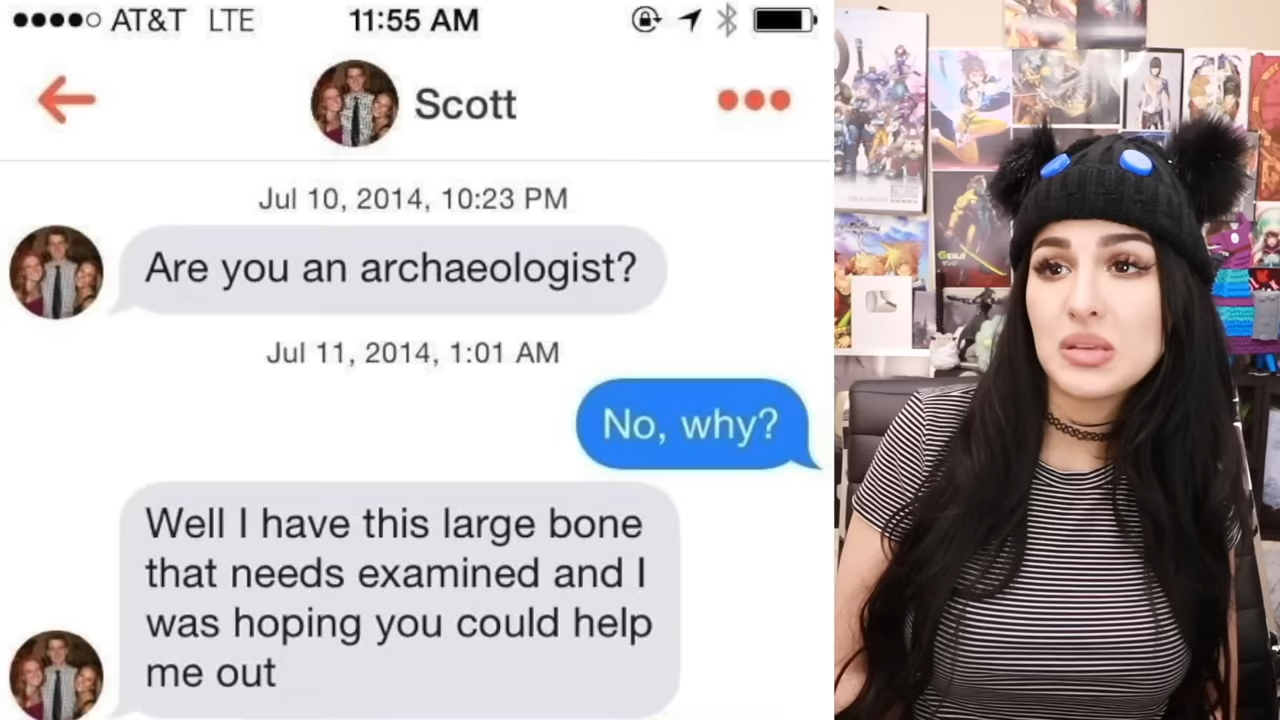 AT&T LTE 11:55 AM
Scott
Jul 10, 2014, 10:23 PM
Are you an archaeologist?
Jul 11, 2014, 1:01 AM
No, why?
Well I have this large bone
that needs examined and I
was hoping you could help
me out
GENJI